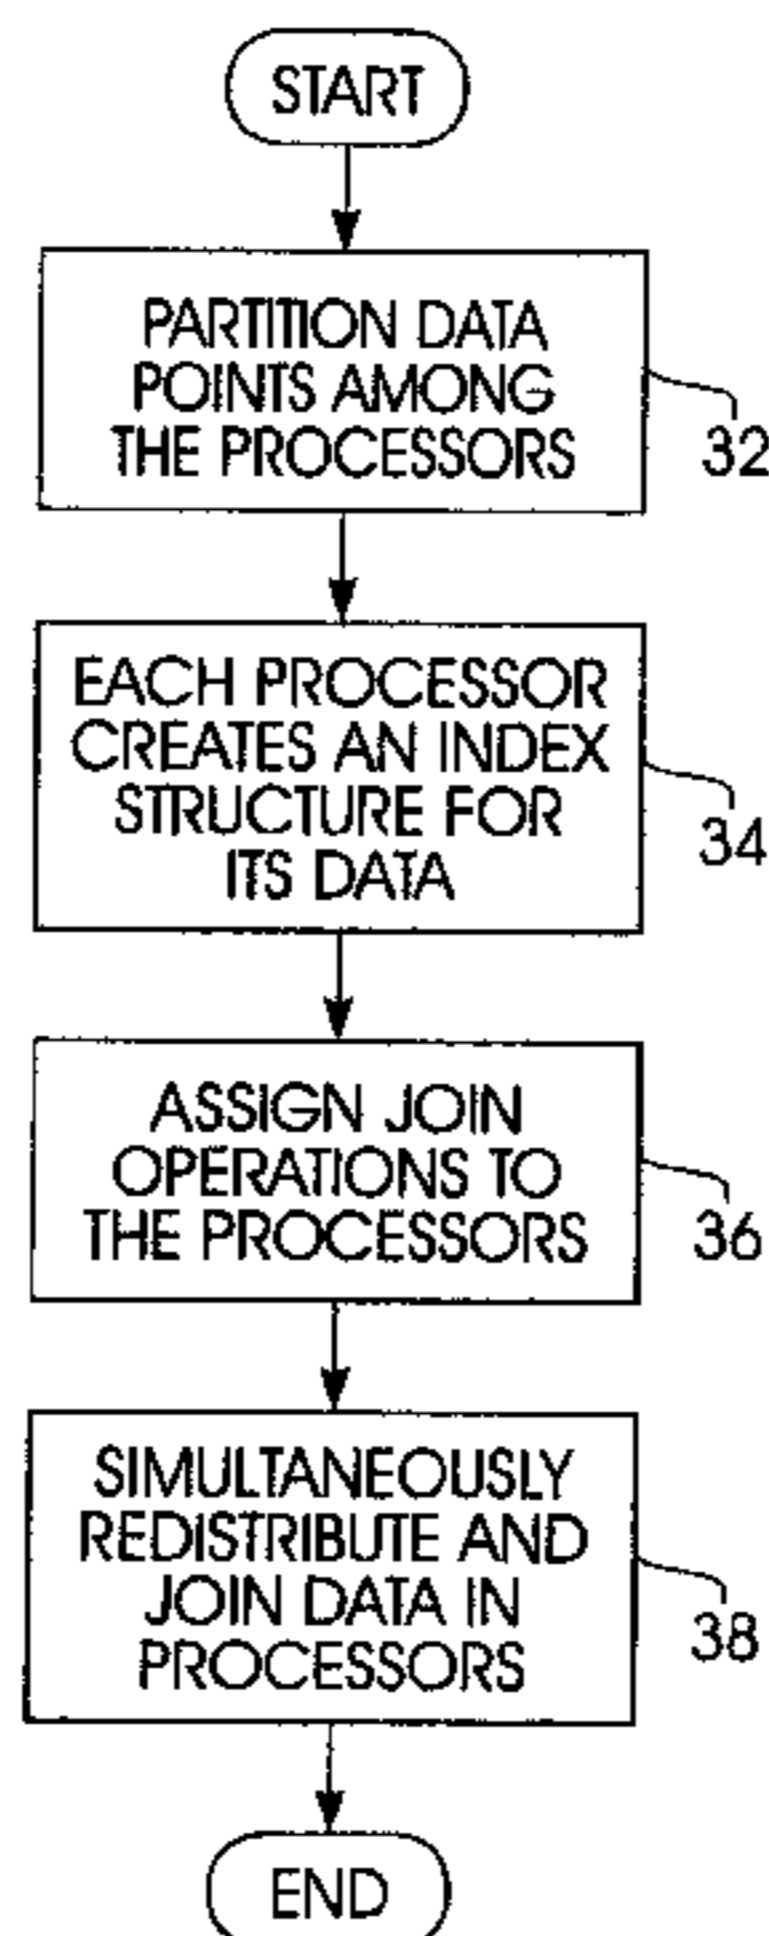 START
PARTITION DATA
POINTS AMONG
THE PROCESSORS
32
EACH PROCESSOR
CREATES AN INDEX
STRUCTURE FOR
ITS DATA
34
ASSIGN JOIN
OPERATIONS TO
THE PROCESSORS
36
SIMULTANEOUSLY
REDISTRIBUTE AND
JOIN DATA IN
PROCESSORS
38
END